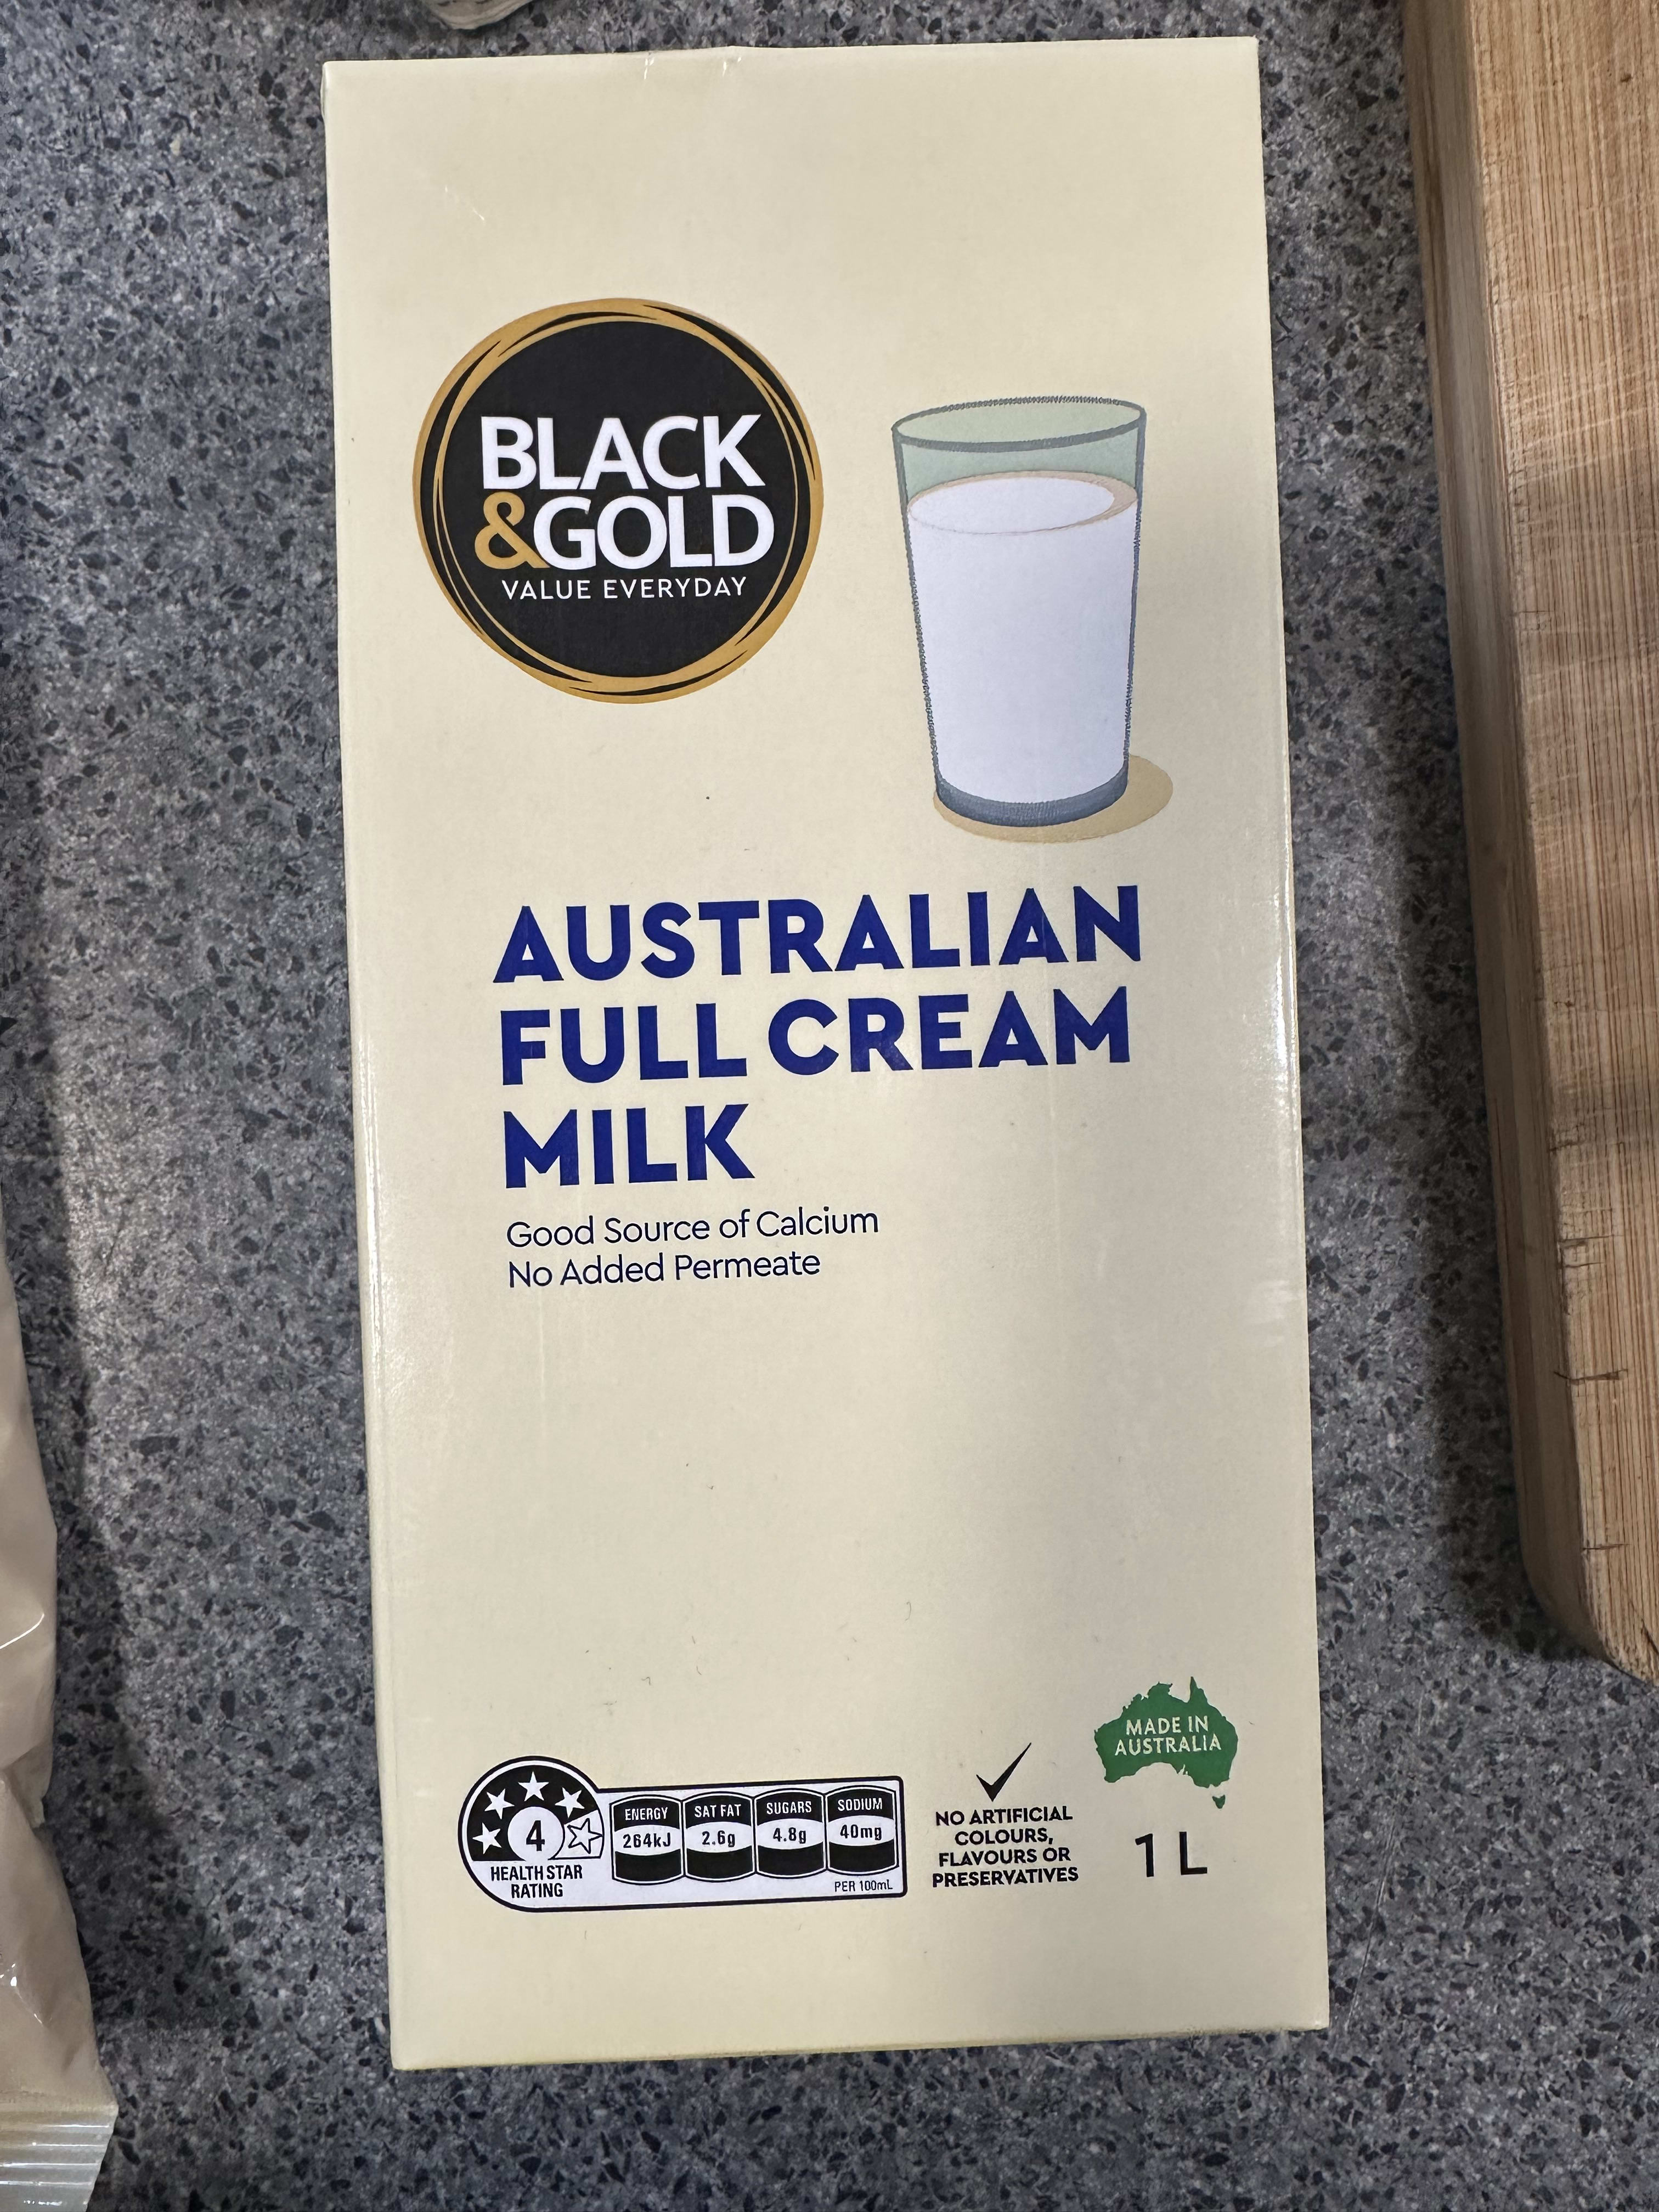 BLACK
&GOLD
VALUE EVERYDAY
AUSTRALIAN
FULL CREAM
MILK
Good Source of Calcium
No Added Permeate
4
HEALTH STAR
RATING
ENERGY
264kJ
SAT FAT
2.6g
SUGARS
4.8g
SODIUM
40mg
PER 100mL
NO ARTIFICIAL
COLOURS,
FLAVOURS OR
PRESERVATIVES
MADE IN
AUSTRALIA
1 L